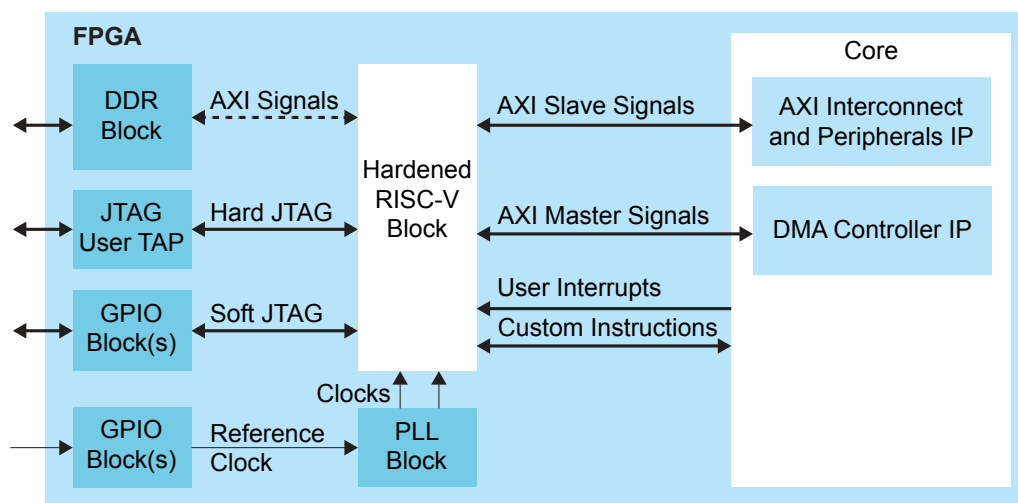 FPGA
Core
DDR
Block
AXI Signals
AXI Slave Signals
AXI Interconnect
and Peripherals IP
Hardened
RISC-V
Block
JTAG
User TAP
Hard JTAG
AXI Master Signals
DMA Controller IP
GPIO
Block(s)
Soft JTAG
User Interrupts
Custom Instructions
Clocks
GPIO
Block(s)
Reference
Clock
PLL
Block